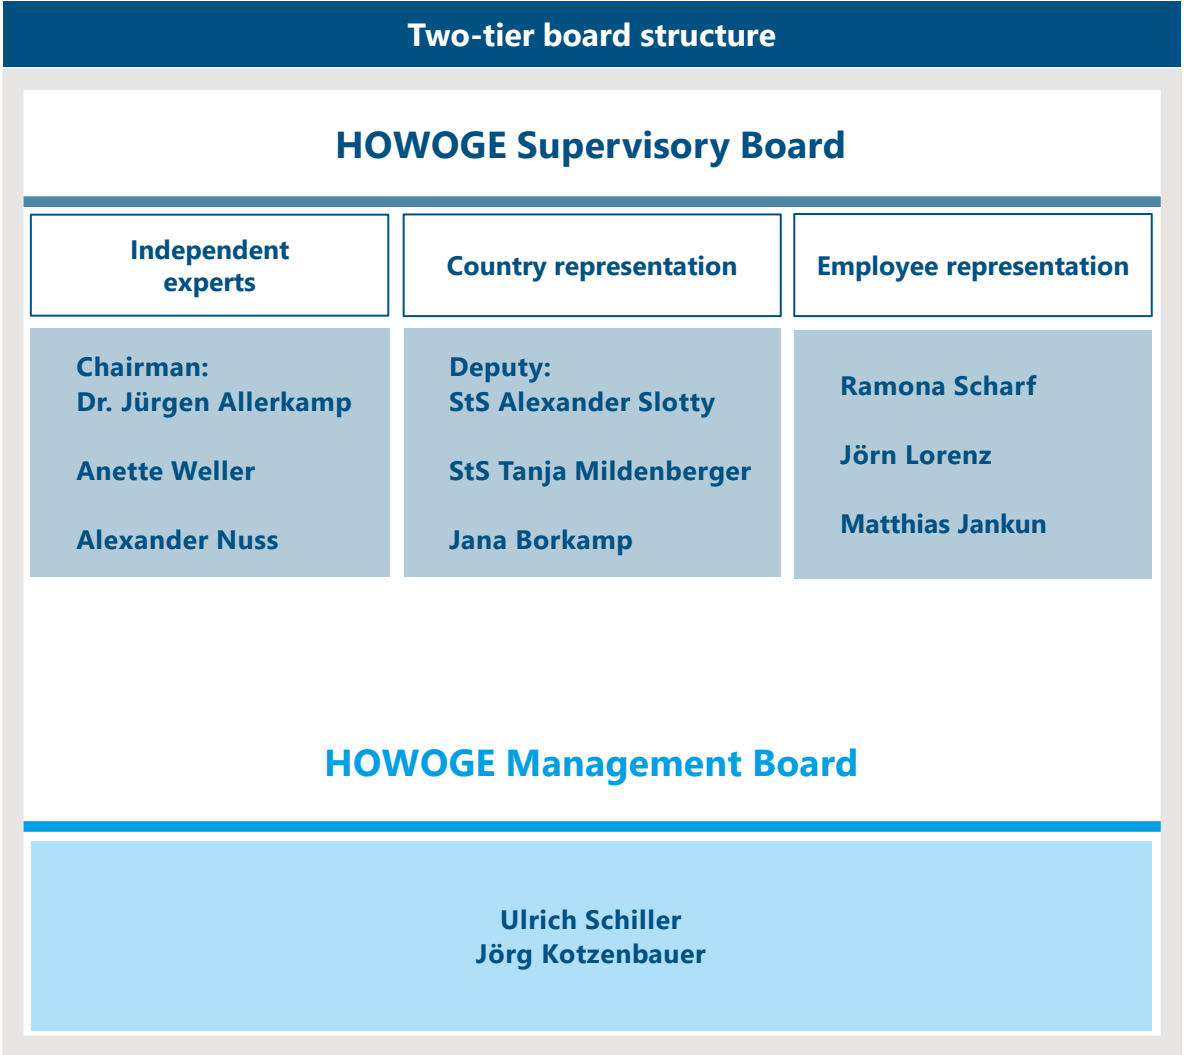 Two-tier board structure
HOWOGE Supervisory Board
Independent
experts
Country representation
Employee representation
Chairman:
Dr. Jürgen Allerkamp
Anette Weller
Alexander Nuss
Deputy:
StS Alexander Slotty
StS Tanja Mildenberger
Jana Borkamp
Ramona Scharf
Jörn Lorenz
Matthias Jankun
HOWOGE Management Board
Ulrich Schiller
Jörg Kotzenbauer